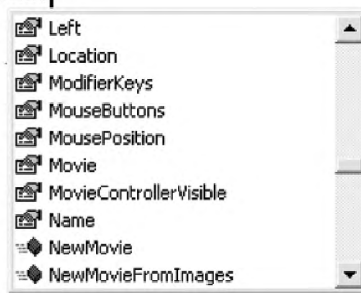 Left
Location
ModifierKeys
MouseButtons
MousePosition
Movie
MovieControllerVisible
Name
NewMovie
NewMovieFromImages